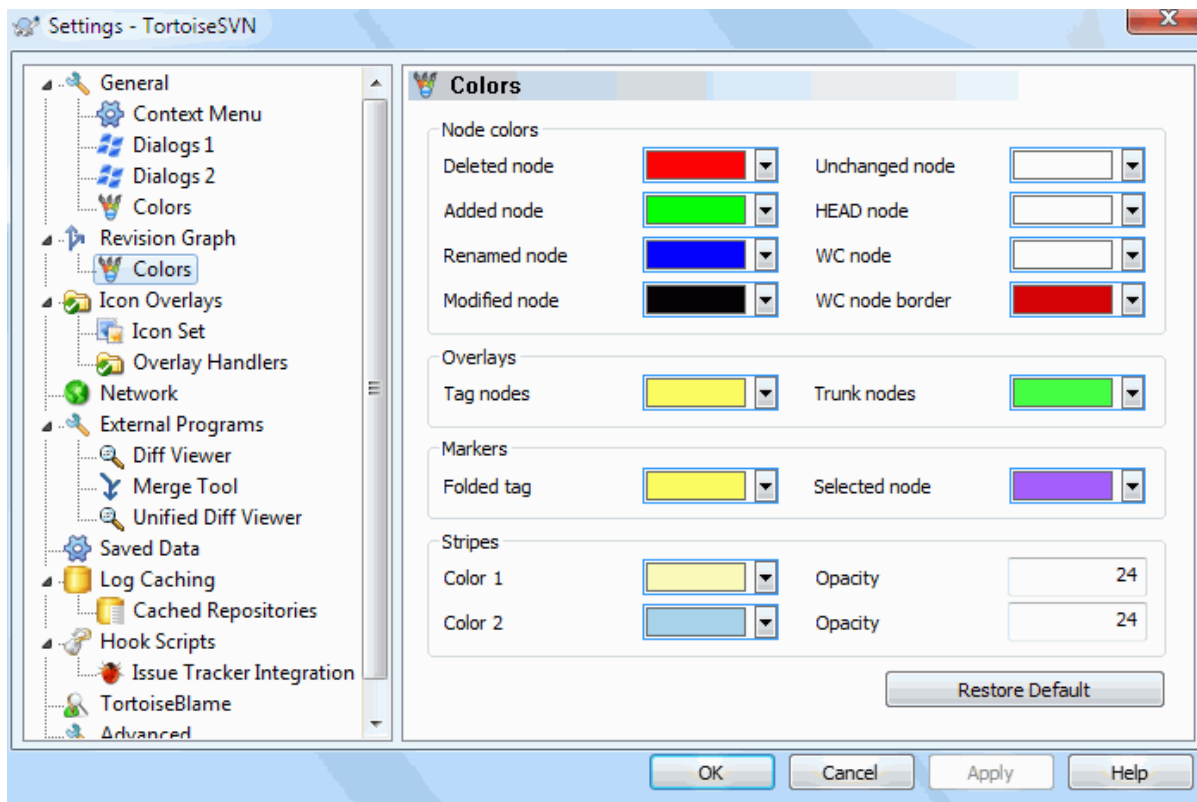 Settings - TortoiseSVN
General
Context Menu
Dialogs 1
Dialogs 2
Colors
Revision Graph
Colors
Icon Overlays
Icon Set
Overlay Handlers
Network
External Programs
Diff Viewer
Merge Tool
Unified Diff Viewer
Saved Data
Log Caching
Cached Repositories
Hook Scripts
Issue Tracker Integration
TortoiseBlame
Advanced
Colors
Node colors
Deleted node
Unchanged node
Added node
HEAD node
Renamed node
WC node
Modified node
WC node border
Overlays
Tag nodes
Trunk nodes
Markers
Folded tag
Selected node
Stripes
Color 1
Opacity
24
Color 2
Opacity
24
Restore Default
OK
Cancel
Apply
Help